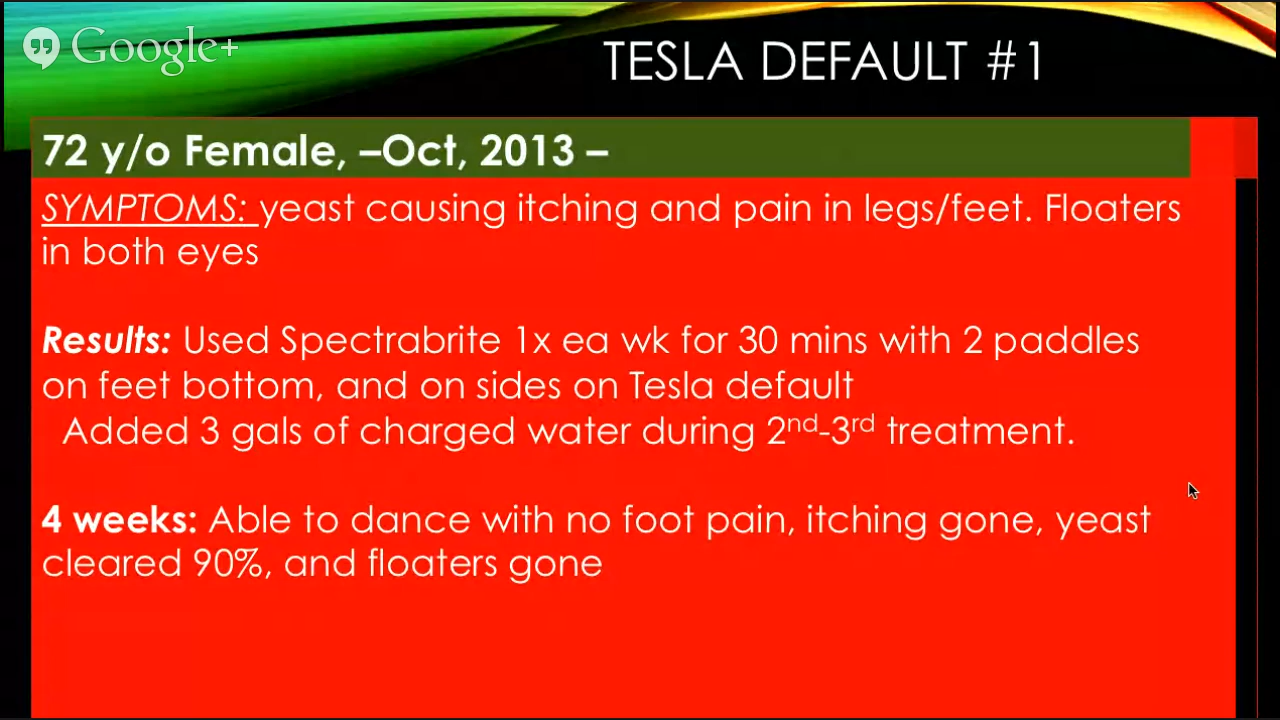 Google+
TESLA DEFAULT #1
72 y/o Female, –Oct, 2013 –
SYMPTOMS: yeast causing itching and pain in legs/feet. Floaters
in both eyes
Results: Used Spectrabrite 1x ea wk for 30 mins with 2 paddles
on feet bottom, and on sides on Tesla default
Added 3 gals of charged water during 2nd-3rd treatment.
4 weeks: Able to dance with no foot pain, itching gone, yeast
cleared 90%, and floaters gone